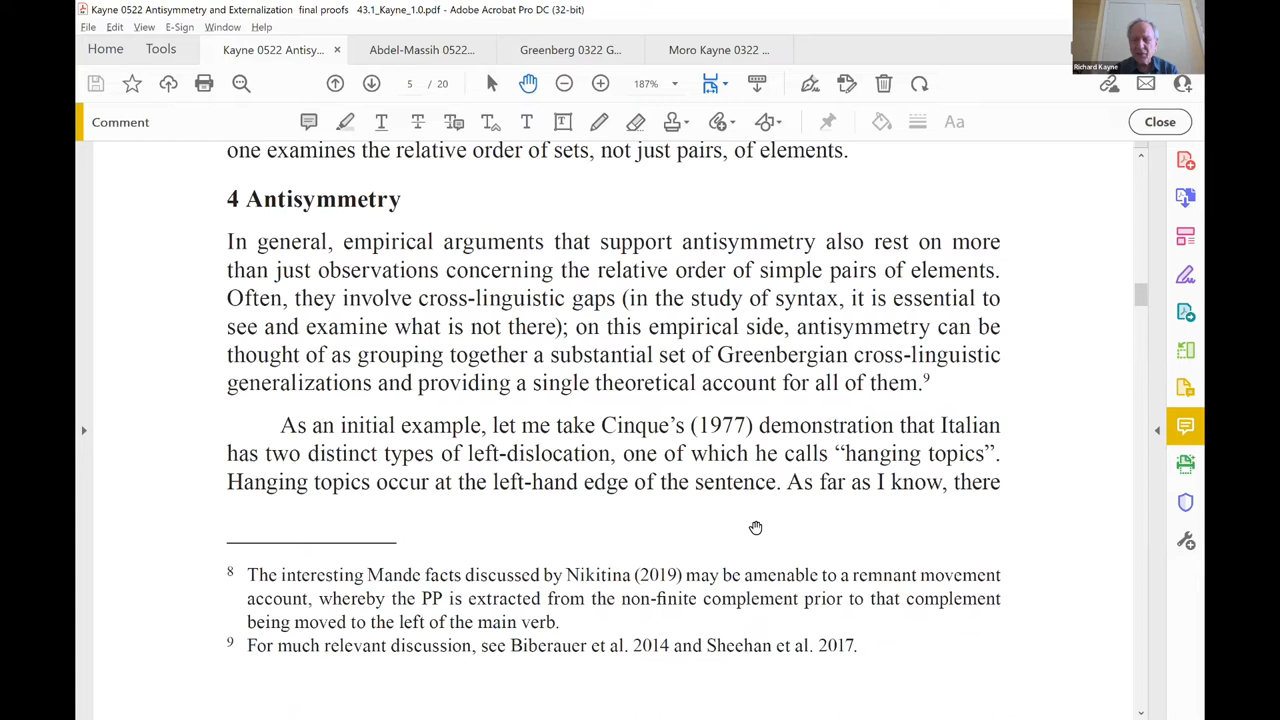 Kayne 0522 Antisymmetry and Externalization final proofs 43.1_Kayne_1.0.pdf - Adobe Acrobat Pro DC (32-bit)
File Edit View E-Sign Window Help
Home Tools Kayne 0522 Antisy... × Abdel-Massih 0522... Greenberg 0322 G... Moro Kayne 0322 ...
Richard Kayne
/ 20 187%
Comment Close
one examines the relative order of sets, not just pairs, of elements.
4 Antisymmetry
In general, empirical arguments that support antisymmetry also rest on more
than just observations concerning the relative order of simple pairs of elements.
Often, they involve cross-linguistic gaps (in the study of syntax, it is essential to
see and examine what is not there); on this empirical side, antisymmetry can be
thought of as grouping together a substantial set of Greenbergian cross-linguistic
generalizations and providing a single theoretical account for all of them.⁹
As an initial example, let me take Cinque’s (1977) demonstration that Italian
has two distinct types of left-dislocation, one of which he calls “hanging topics”.
Hanging topics occur at the left-hand edge of the sentence. As far as I know, there
⁸ The interesting Mande facts discussed by Nikitina (2019) may be amenable to a remnant movement
account, whereby the PP is extracted from the non-finite complement prior to that complement
being moved to the left of the main verb.
⁹ For much relevant discussion, see Biberauer et al. 2014 and Sheehan et al. 2017.